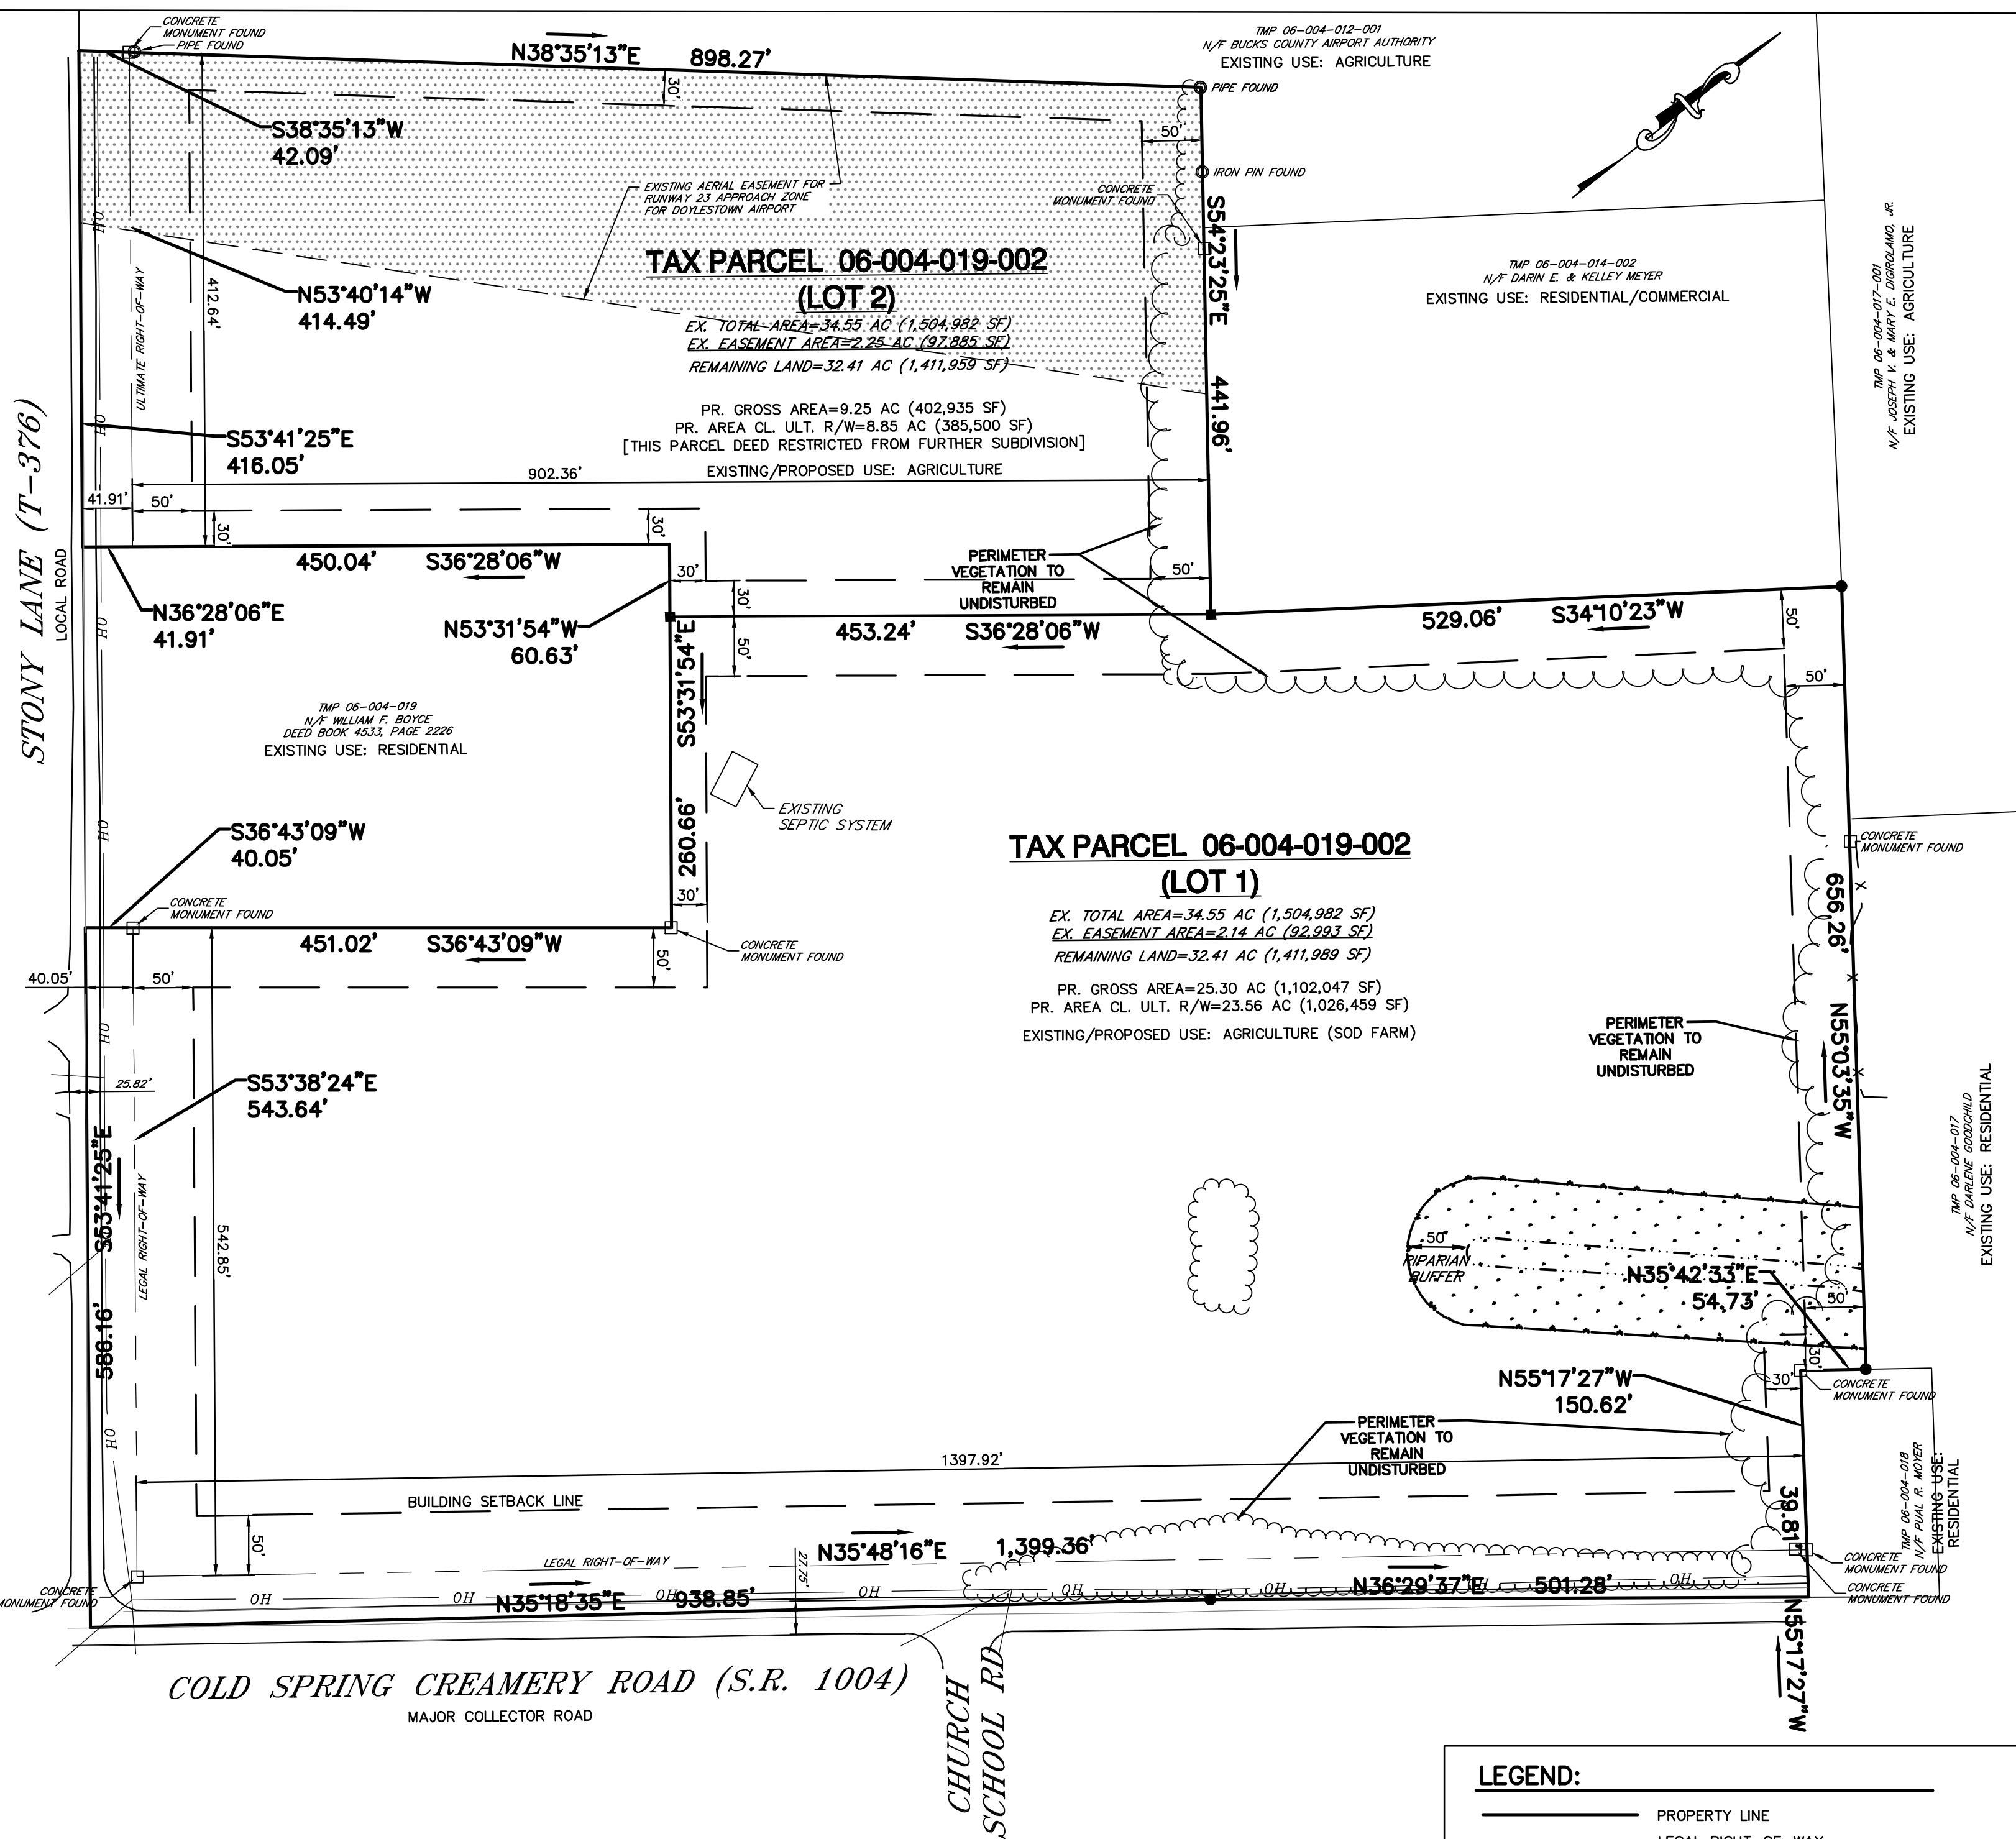 CONCRETE
MONUMENT FOUND
PIPE FOUND
N38°35'13"E 898.27'
TMP 06-004-012-001
N/F BUCKS COUNTY AIRPORT AUTHORITY
EXISTING USE: AGRICULTURE
PIPE FOUND
30'
S38°35'13"W
42.09'
50'
IRON PIN FOUND
EXISTING AERIAL EASEMENT FOR
RUNWAY 23 APPROACH ZONE
FOR DOYLESTOWN AIRPORT
CONCRETE
MONUMENT FOUND
S54°23'25"E
441.96'
OH
TAX PARCEL 06-004-019-002
(LOT 2)
EX. TOTAL AREA=34.55 AC (1,504,982 SF)
EX. EASEMENT AREA=2.25 AC (97.885 SF)
REMAINING LAND=32.41 AC (1,411,959 SF)
PR. GROSS AREA=9.25 AC (402,935 SF)
PR. AREA CL. ULT. R/W=8.85 AC (385,500 SF)
[THIS PARCEL DEED RESTRICTED FROM FURTHER SUBDIVISION]
EXISTING/PROPOSED USE: AGRICULTURE
902.36'
412.64'
N53°40'14"W
414.49'
ULTIMATE RIGHT-OF-WAY
OH
S53°41'25"E
416.05'
41.91'
50'
30'
30'
TMP 06-004-014-002
N/F DARIN E. & KELLEY MEYER
EXISTING USE: RESIDENTIAL/COMMERCIAL
TMP 06-004-017-001
N/F JOSEPH V. & MARY E. DIGIROLAMO, JR.
EXISTING USE: AGRICULTURE
STONY LANE (T-376)
LOCAL ROAD
450.04' S36°28'06"W
30'
30'
PERIMETER
VEGETATION TO
REMAIN
UNDISTURBED
50'
N36°28'06"E
41.91'
OH
N53°31'54"W
60.63'
453.24' S36°28'06"W
529.06' S34°10'23"W
50'
50'
50'
S53°31'54"E
260.66'
TMP 06-004-019
N/F WILLIAM F. BOYCE
DEED BOOK 4533, PAGE 2226
EXISTING USE: RESIDENTIAL
EXISTING
SEPTIC SYSTEM
OH
S36°43'09"W
40.05'
TAX PARCEL 06-004-019-002
(LOT 1)
EX. TOTAL AREA=34.55 AC (1,504,982 SF)
EX. EASEMENT AREA=2.14 AC (92,993 SF)
REMAINING LAND=32.41 AC (1,411,989 SF)
PR. GROSS AREA=25.30 AC (1,102,047 SF)
PR. AREA CL. ULT. R/W=23.56 AC (1,026,459 SF)
EXISTING/PROPOSED USE: AGRICULTURE (SOD FARM)
CONCRETE
MONUMENT FOUND
656.26'
N55°03'35"W
X
X
X
CONCRETE
MONUMENT FOUND
30'
451.02' S36°43'09"W
CONCRETE
MONUMENT FOUND
40.05'
50'
50'
OH
25.82'
PERIMETER
VEGETATION TO
REMAIN
UNDISTURBED
S53°38'24"E
543.64'
S53°41'25"E
586.16'
LEGAL RIGHT-OF-WAY
542.85'
TMP 06-004-017
N/F DARLENE GOODCHILD
EXISTING USE: RESIDENTIAL
50'
RIPARIAN
BUFFER
N35°42'33"E
54.73'
50'
30'
30'
N55°17'27"W
150.62'
CONCRETE
MONUMENT FOUND
PERIMETER
VEGETATION TO
REMAIN
UNDISTURBED
OH
1397.92'
TMP 06-004-018
N/F PUAL R. MOYER
EXISTING USE:
RESIDENTIAL
BUILDING SETBACK LINE
50'
39.81'
N35°48'16"E 1,399.36'
27.75'
LEGAL RIGHT-OF-WAY
CONCRETE
MONUMENT FOUND
CONCRETE
MONUMENT FOUND
CONCRETE
MONUMENT FOUND
OH OH OH OH OH OH OH OH
N35°18'35"E 938.85'
N36°29'37"E 501.28'
N55°17'27"W
COLD SPRING CREAMERY ROAD (S.R. 1004)
MAJOR COLLECTOR ROAD
CHURCH
SCHOOL RD
LEGEND:
PROPERTY LINE
LEGAL RIGHT-OF-WAY